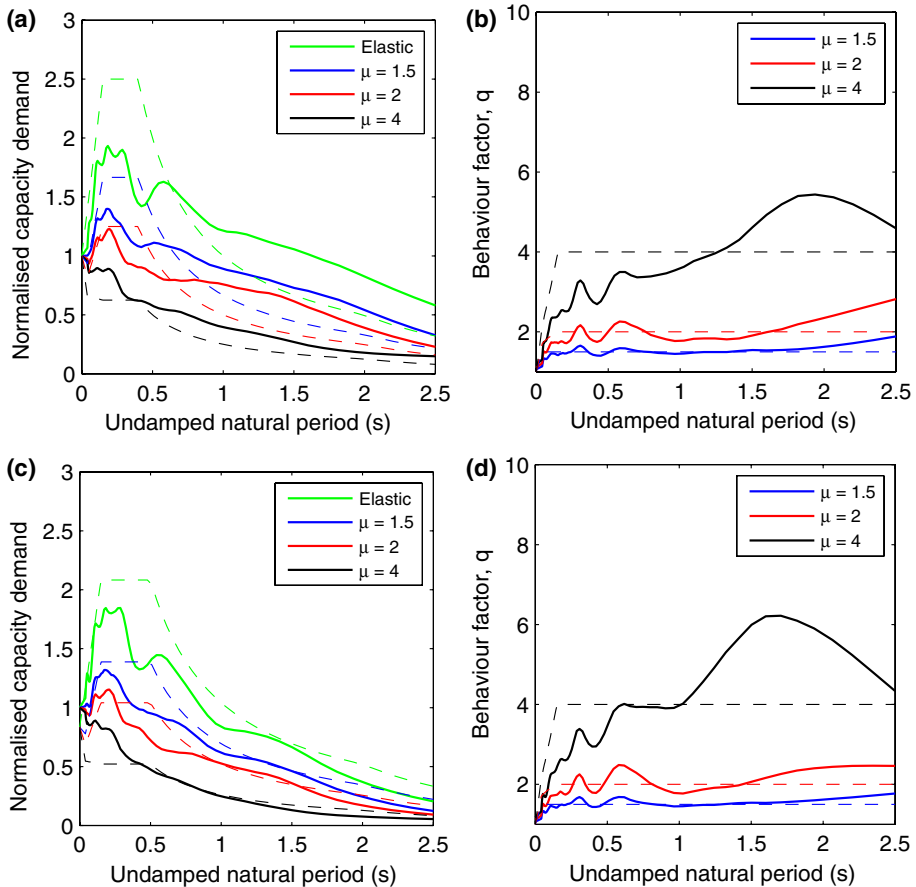 (a)
3
2.5
2
1.5
1
0.5
0
Normalised capacity demand
Elastic
μ = 1.5
μ = 2
μ = 4
0 0.5 1 1.5 2 2.5
Undamped natural period (s)
(b)
10
8
6
4
2
Behaviour factor, q
μ = 1.5
μ = 2
μ = 4
0 0.5 1 1.5 2 2.5
Undamped natural period (s)
(c)
3
2.5
2
1.5
1
0.5
0
Normalised capacity demand
Elastic
μ = 1.5
μ = 2
μ = 4
0 0.5 1 1.5 2 2.5
Undamped natural period (s)
(d)
10
8
6
4
2
Behaviour factor, q
μ = 1.5
μ = 2
μ = 4
0 0.5 1 1.5 2 2.5
Undamped natural period (s)